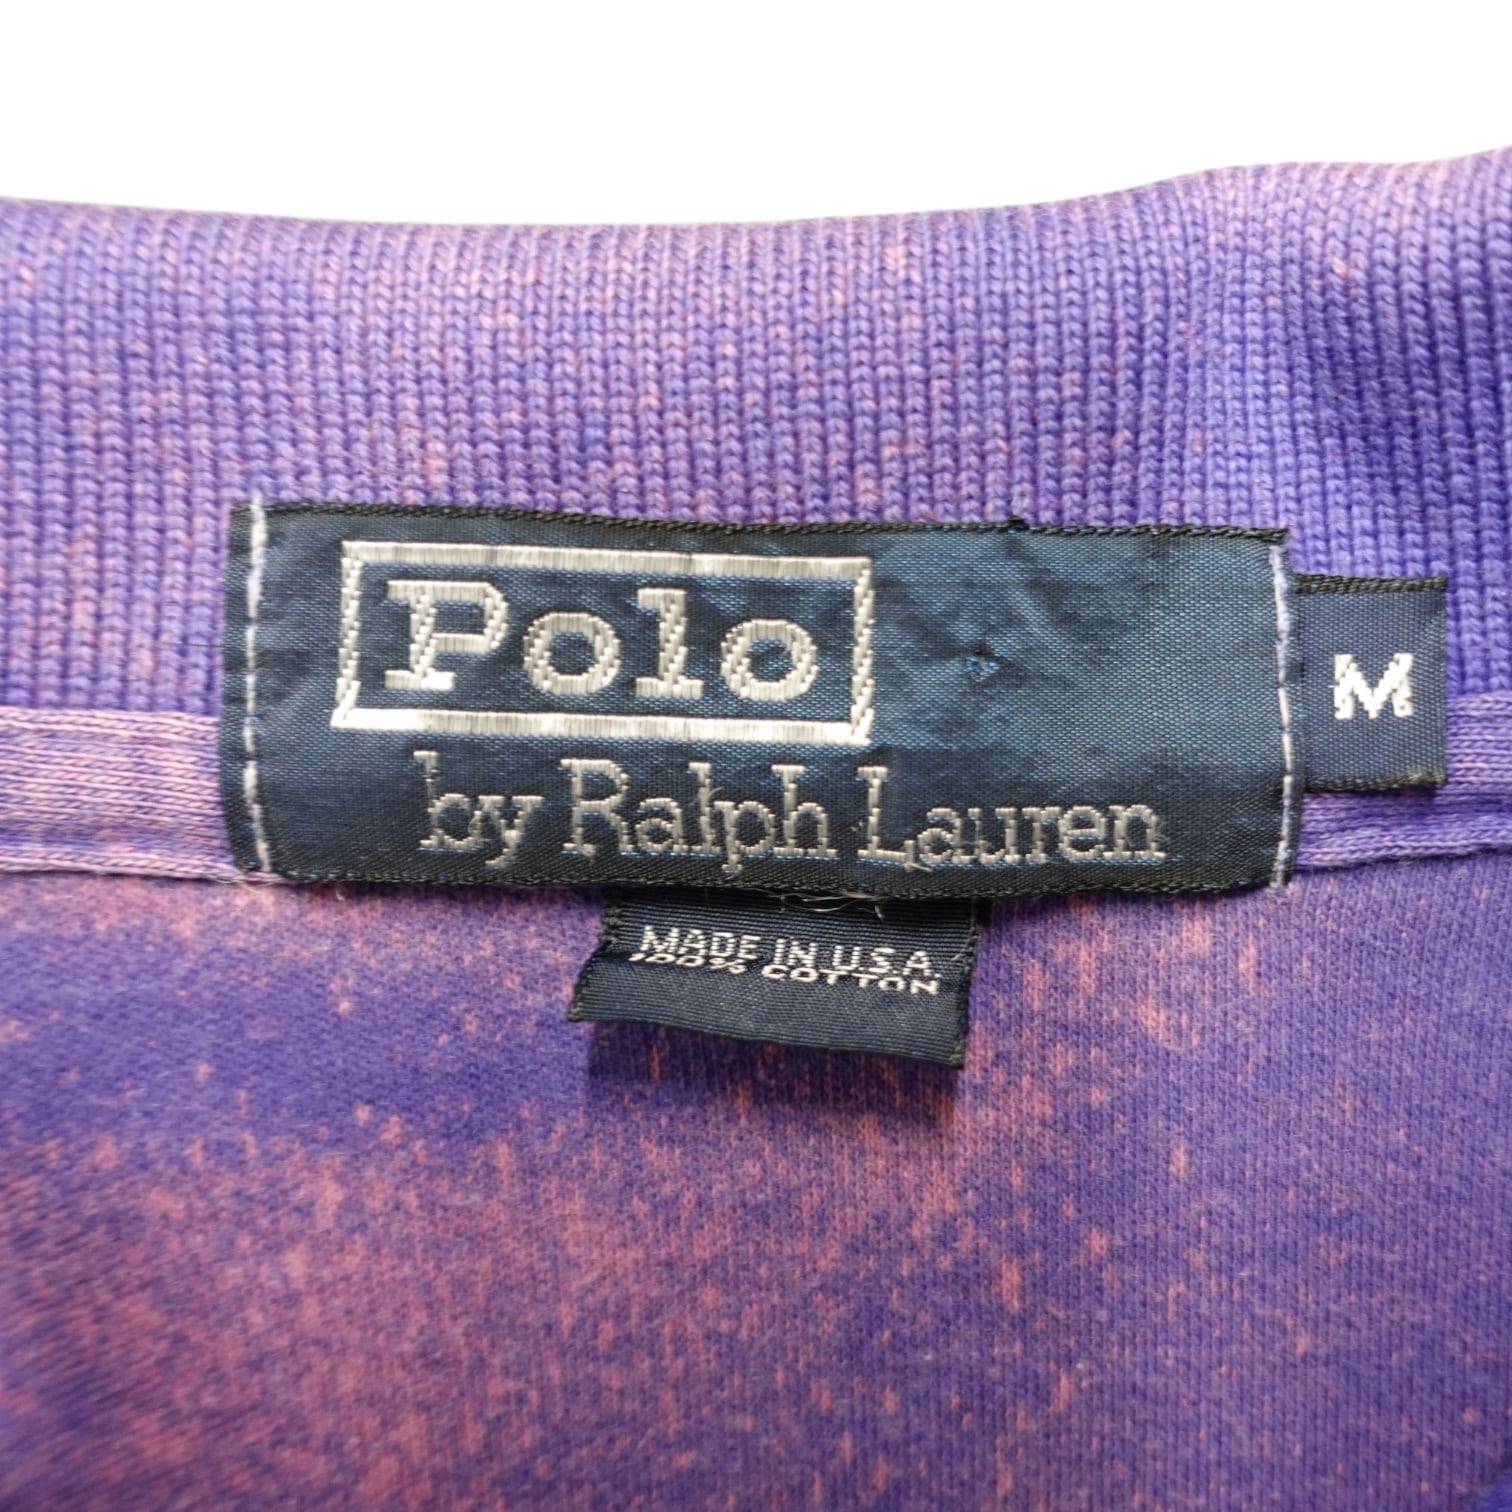 Polo
by Ralph Lauren
M
MADE IN U.S.A.
100% COTTON